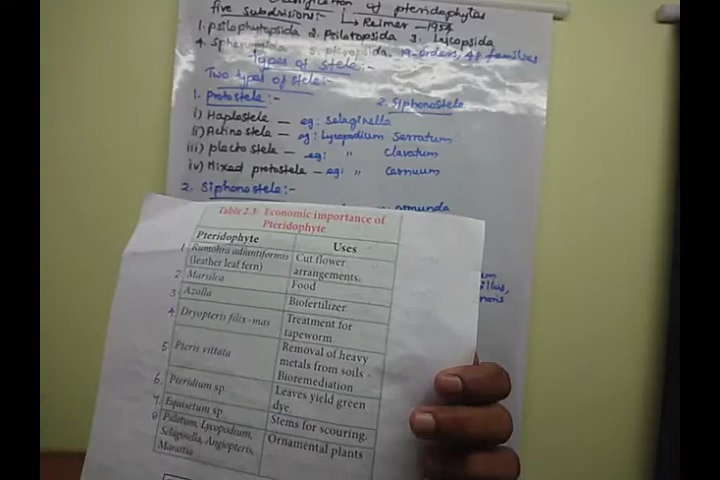 Classification of pteridophytes
five subdivisions:- → Reimer - 1954
1. psilophytopsida 2. Psilotopsida 3. Lycopsida
4. Sphenopsida 5. pteropsida. 19-orders, 48 families
Types of stele:-
Two types of stele:-
1. Protostele:- 2. Siphonostele
i) Haplostele — eg: Selaginella
ii) Actinostele — eg: Lycopodium Serratum
iii) plectostele — eg: " clavatum
iv) Mixed protostele — eg: " cernuum
2. Siphonostele:-
osmunda
Table 2.3: Economic importance of
Pteridophyte
Pteridophyte Uses
1 Rumohra adiantiformis Cut flower
(leather leaf fern) arrangements.
2 Marsilea Food
3 Azolla Biofertilizer.
4. Dryopteris filix-mas Treatment for
tapeworm.
5. Pteris vittata Removal of heavy
metals from soils -
Bioremediation
6. Pteridium sp. Leaves yield green
dye.
7. Equisetum sp. Stems for scouring.
8 Psilotum, Lycopodium, Ornamental plants
Selaginella, Angiopteris,
Marattia